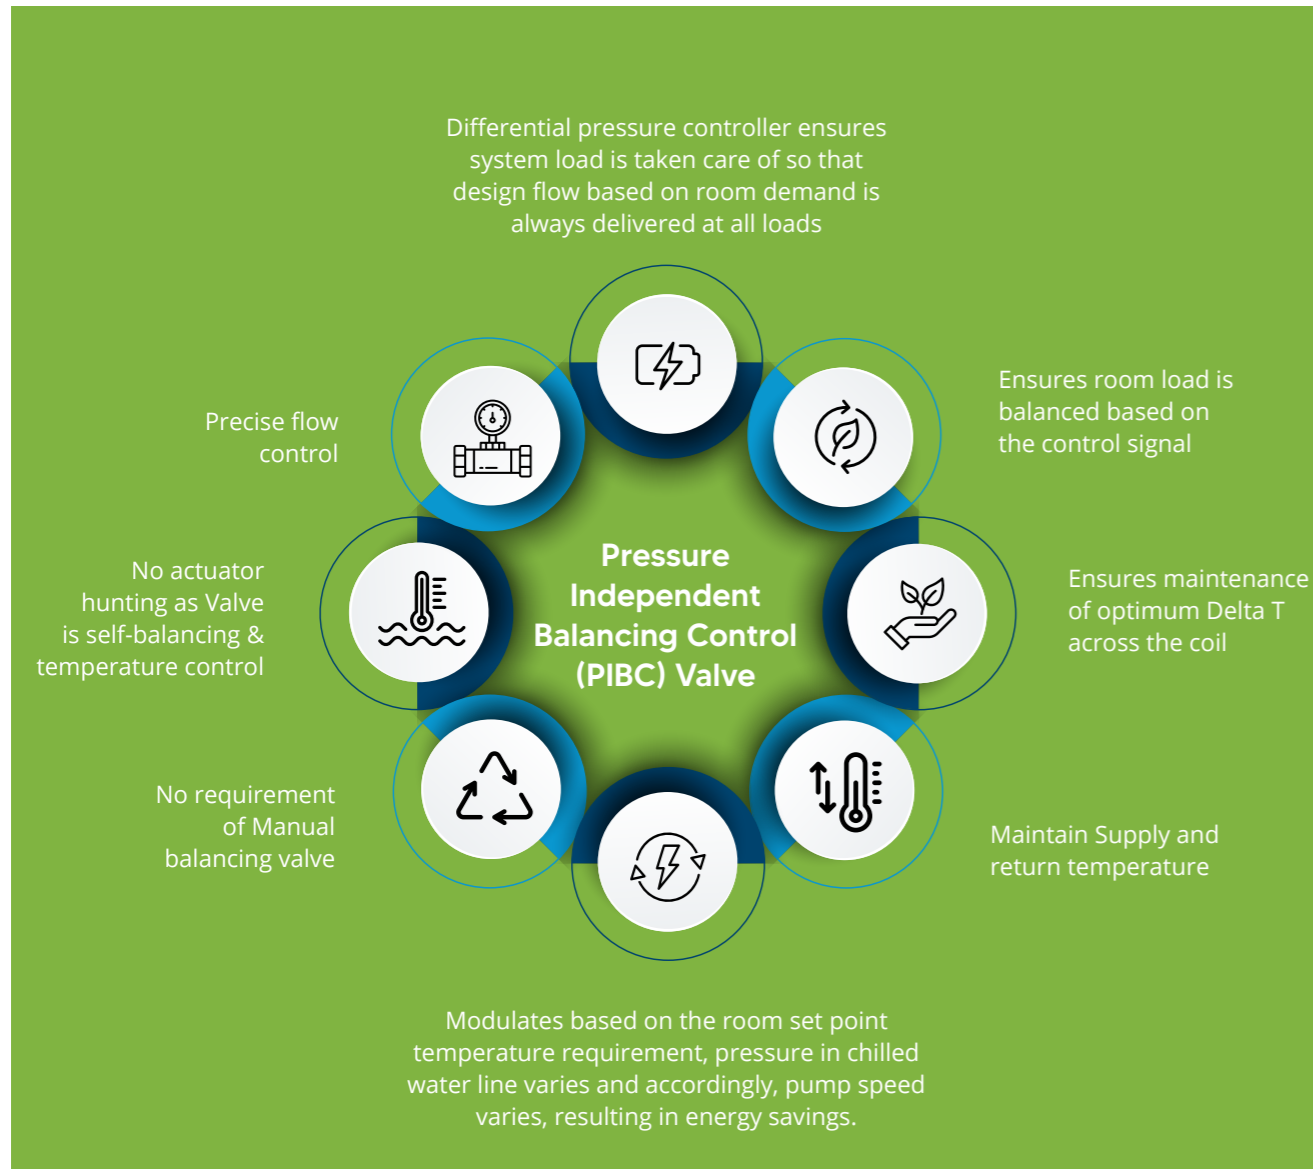 Differential pressure controller ensures
system load is taken care of so that
design flow based on room demand is
always delivered at all loads
Ensures room load is
balanced based on
the control signal
Ensures maintenance
of optimum Delta T
across the coil
Maintain Supply and
return temperature
Modulates based on the room set point
temperature requirement, pressure in chilled
water line varies and accordingly, pump speed
varies, resulting in energy savings.
No requirement
of Manual
balancing valve
No actuator
hunting as Valve
is self-balancing &
temperature control
Precise flow
control
Pressure
Independent
Balancing Control
(PIBC) Valve